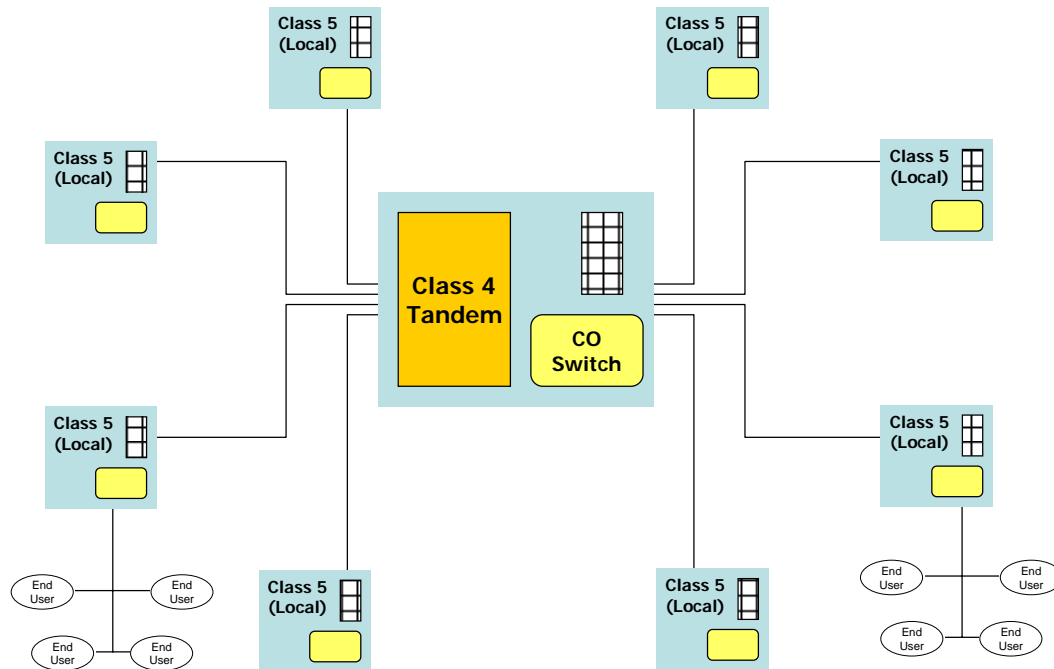 Class 5
(Local)
Class 5
(Local)
Class 5
(Local)
Class 5
(Local)
Class 4
Tandem
CO
Switch
Class 5
(Local)
Class 5
(Local)
Class 5
(Local)
Class 5
(Local)
End
User
End
User
End
User
End
User
End
User
End
User
End
User
End
User